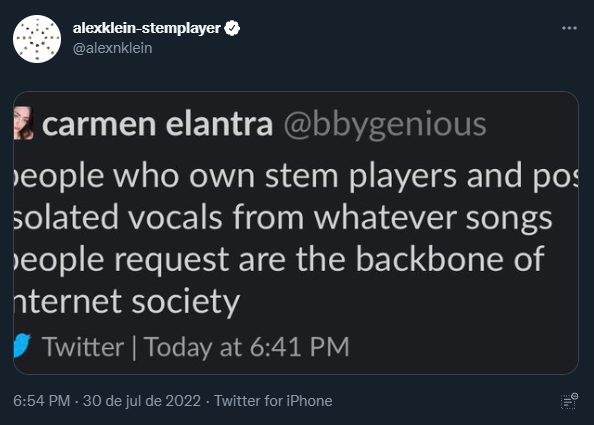 alexklein-stemplayer
@alexnklein
carmen elantra @bbygenious
people who own stem players and pos
solated vocals from whatever songs
people request are the backbone of
nternet society
Twitter | Today at 6:41 PM
6:54 PM · 30 de jul de 2022 · Twitter for iPhone